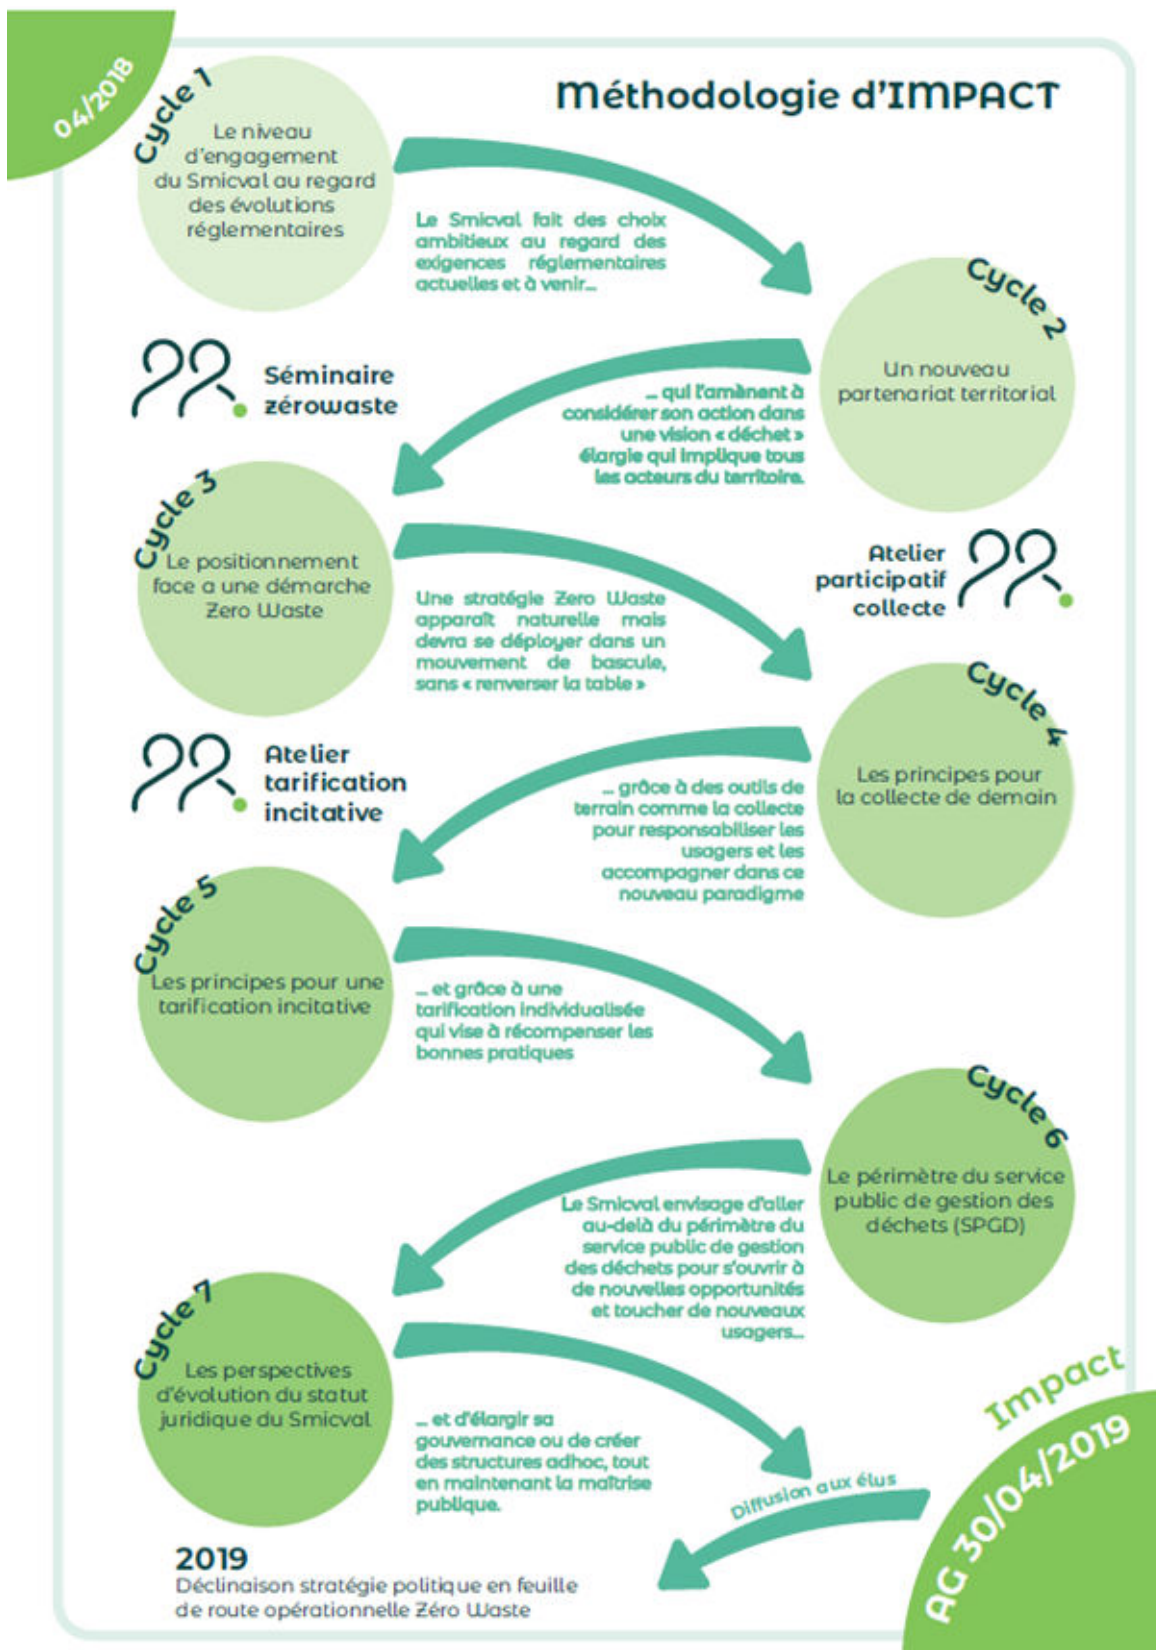 04/2018
Méthodologie d'IMPACT
Cycle 1
Le niveau
d'engagement
du Smicval au regard
des évolutions
réglementaires
Le Smicval fait des choix
ambitieux au regard des
exigences réglementaires
actuelles et à venir...
Cycle 2
Un nouveau
partenariat territorial
Séminaire
zérowaste
... qui l'amènent à
considérer son action dans
une vision « déchet »
élargie qui implique tous
les acteurs du territoire.
Cycle 3
Le positionnement
face a une démarche
Zero Waste
Une stratégie Zero Waste
apparaît naturelle mais
devra se déployer dans un
mouvement de bascule,
sans « renverser la table »
Atelier
participatif
collecte
Cycle 4
Les principes pour
la collecte de demain
Atelier
tarification
incitative
... grâce à des outils de
terrain comme la collecte
pour responsabiliser les
usagers et les
accompagner dans ce
nouveau paradigme
Cycle 5
Les principes pour une
tarification incitative
... et grâce à une
tarification individualisée
qui vise à récompenser les
bonnes pratiques
Cycle 6
Le périmètre du service
public de gestion des
déchets (SPGD)
Le Smicval envisage d'aller
au-delà du périmètre du
service public de gestion
des déchets pour s'ouvrir à
de nouvelles opportunités
et toucher de nouveaux
usagers...
Cycle 7
Les perspectives
d'évolution du statut
juridique du Smicval
... et d'élargir sa
gouvernance ou de créer
des structures adhoc, tout
en maintenant la maîtrise
publique.
Impact
AG 30/04/2019
Diffusion aux élus
2019
Déclinaison stratégie politique en feuille
de route opérationnelle Zéro Waste